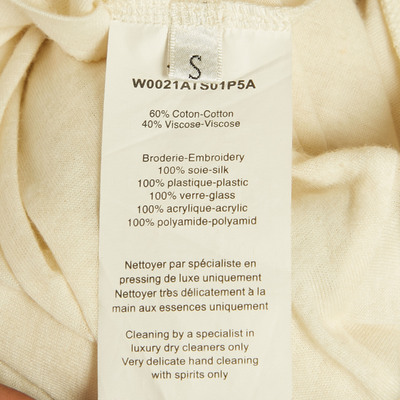 S
W0021ATS01P5A
60% Coton-Cotton
40% Viscose-Viscose
Broderie-Embroidery
100% soie-silk
100% plastique-plastic
100% verre-glass
100% acrylique-acrylic
100% polyamide-polyamid
Nettoyer par spécialiste en
pressing de luxe uniquement
Nettoyer très délicatement à la
main aux essences uniquement
Cleaning by a specialist in
luxury dry cleaners only
Very delicate hand cleaning
with spirits only